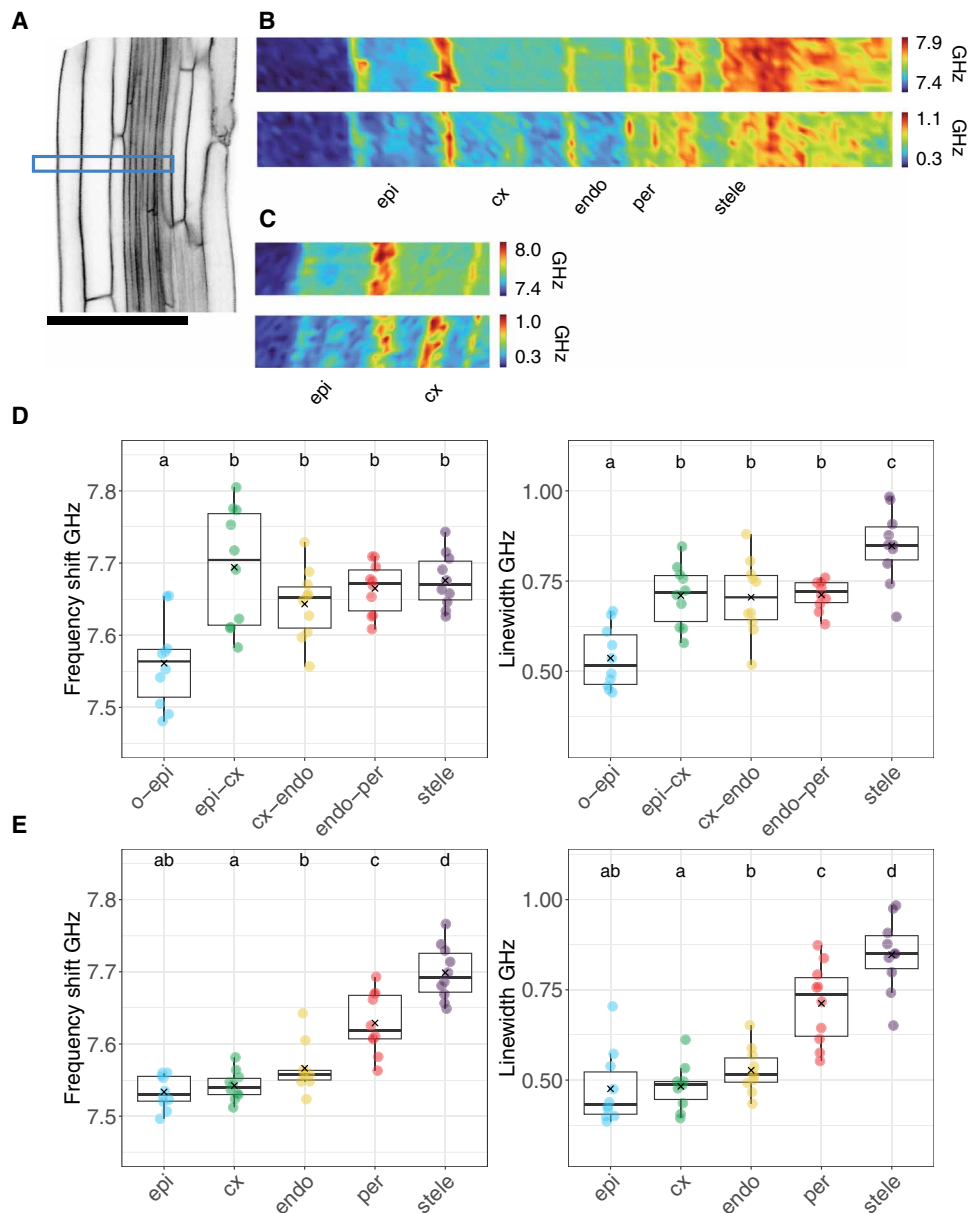 A
B
7.9
GHz
7.4
1.1
GHz
0.3
epi
cx
endo
per
stele
C
8.0
GHz
7.4
1.0
GHz
0.3
epi
cx
D
a b b b b
Frequency shift GHz
7.8
7.7
7.6
7.5
o−epi
epi−cx
cx−endo
endo−per
stele
a b b b c
Linewidth GHz
1.00
0.75
0.50
o−epi
epi−cx
cx−endo
endo−per
stele
E
ab a b c d
Frequency shift GHz
7.8
7.7
7.6
7.5
epi
cx
endo
per
stele
ab a b c d
Linewidth GHz
1.00
0.75
0.50
epi
cx
endo
per
stele